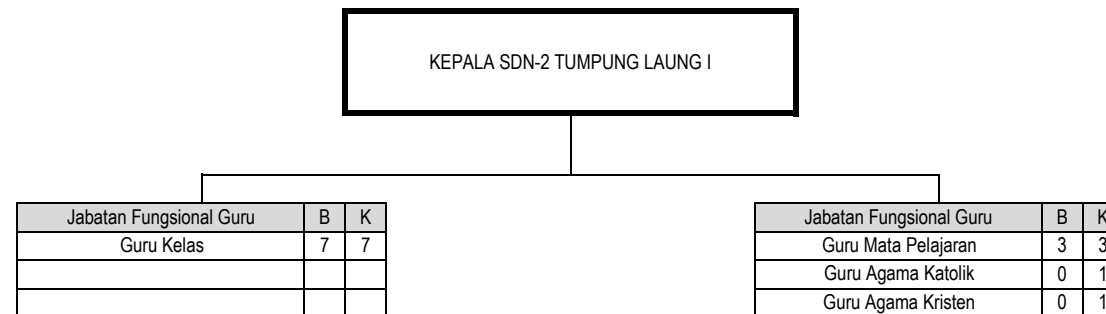 KEPALA SDN-2 TUMPUNG LAUNG I
Jabatan Fungsional Guru B K
Guru Kelas 7 7
Jabatan Fungsional Guru B K
Guru Mata Pelajaran 3 3
Guru Agama Katolik 0 1
Guru Agama Kristen 0 1